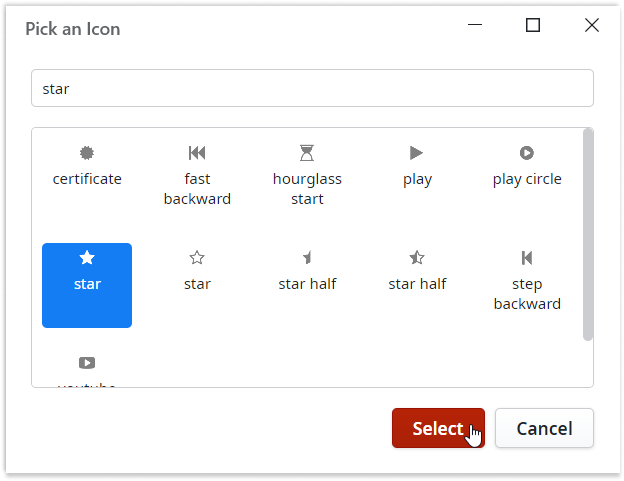 Pick an Icon
star
certificate
fast
backward
hourglass
start
play
play circle
star
star
star half
star half
step
backward
youtube
Select
Cancel